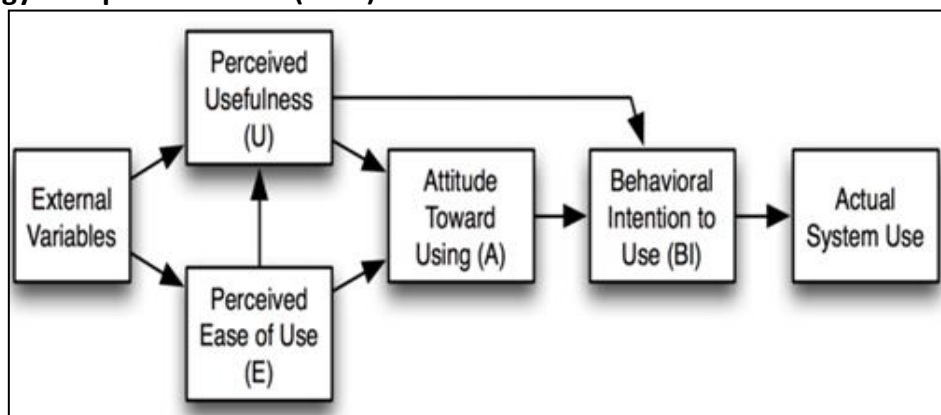 Perceived
Usefulness
(U)
External
Variables
Attitude
Toward
Using (A)
Behavioral
Intention to
Use (BI)
Actual
System Use
Perceived
Ease of Use
(E)